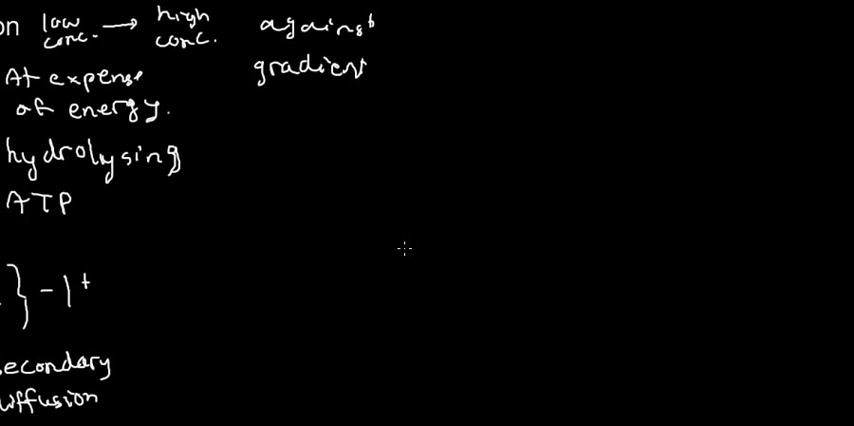 on low conc. → high conc. against
gradient
At expense
of energy.
hydrolysing
ATP
} - 1+
secondary
diffusion